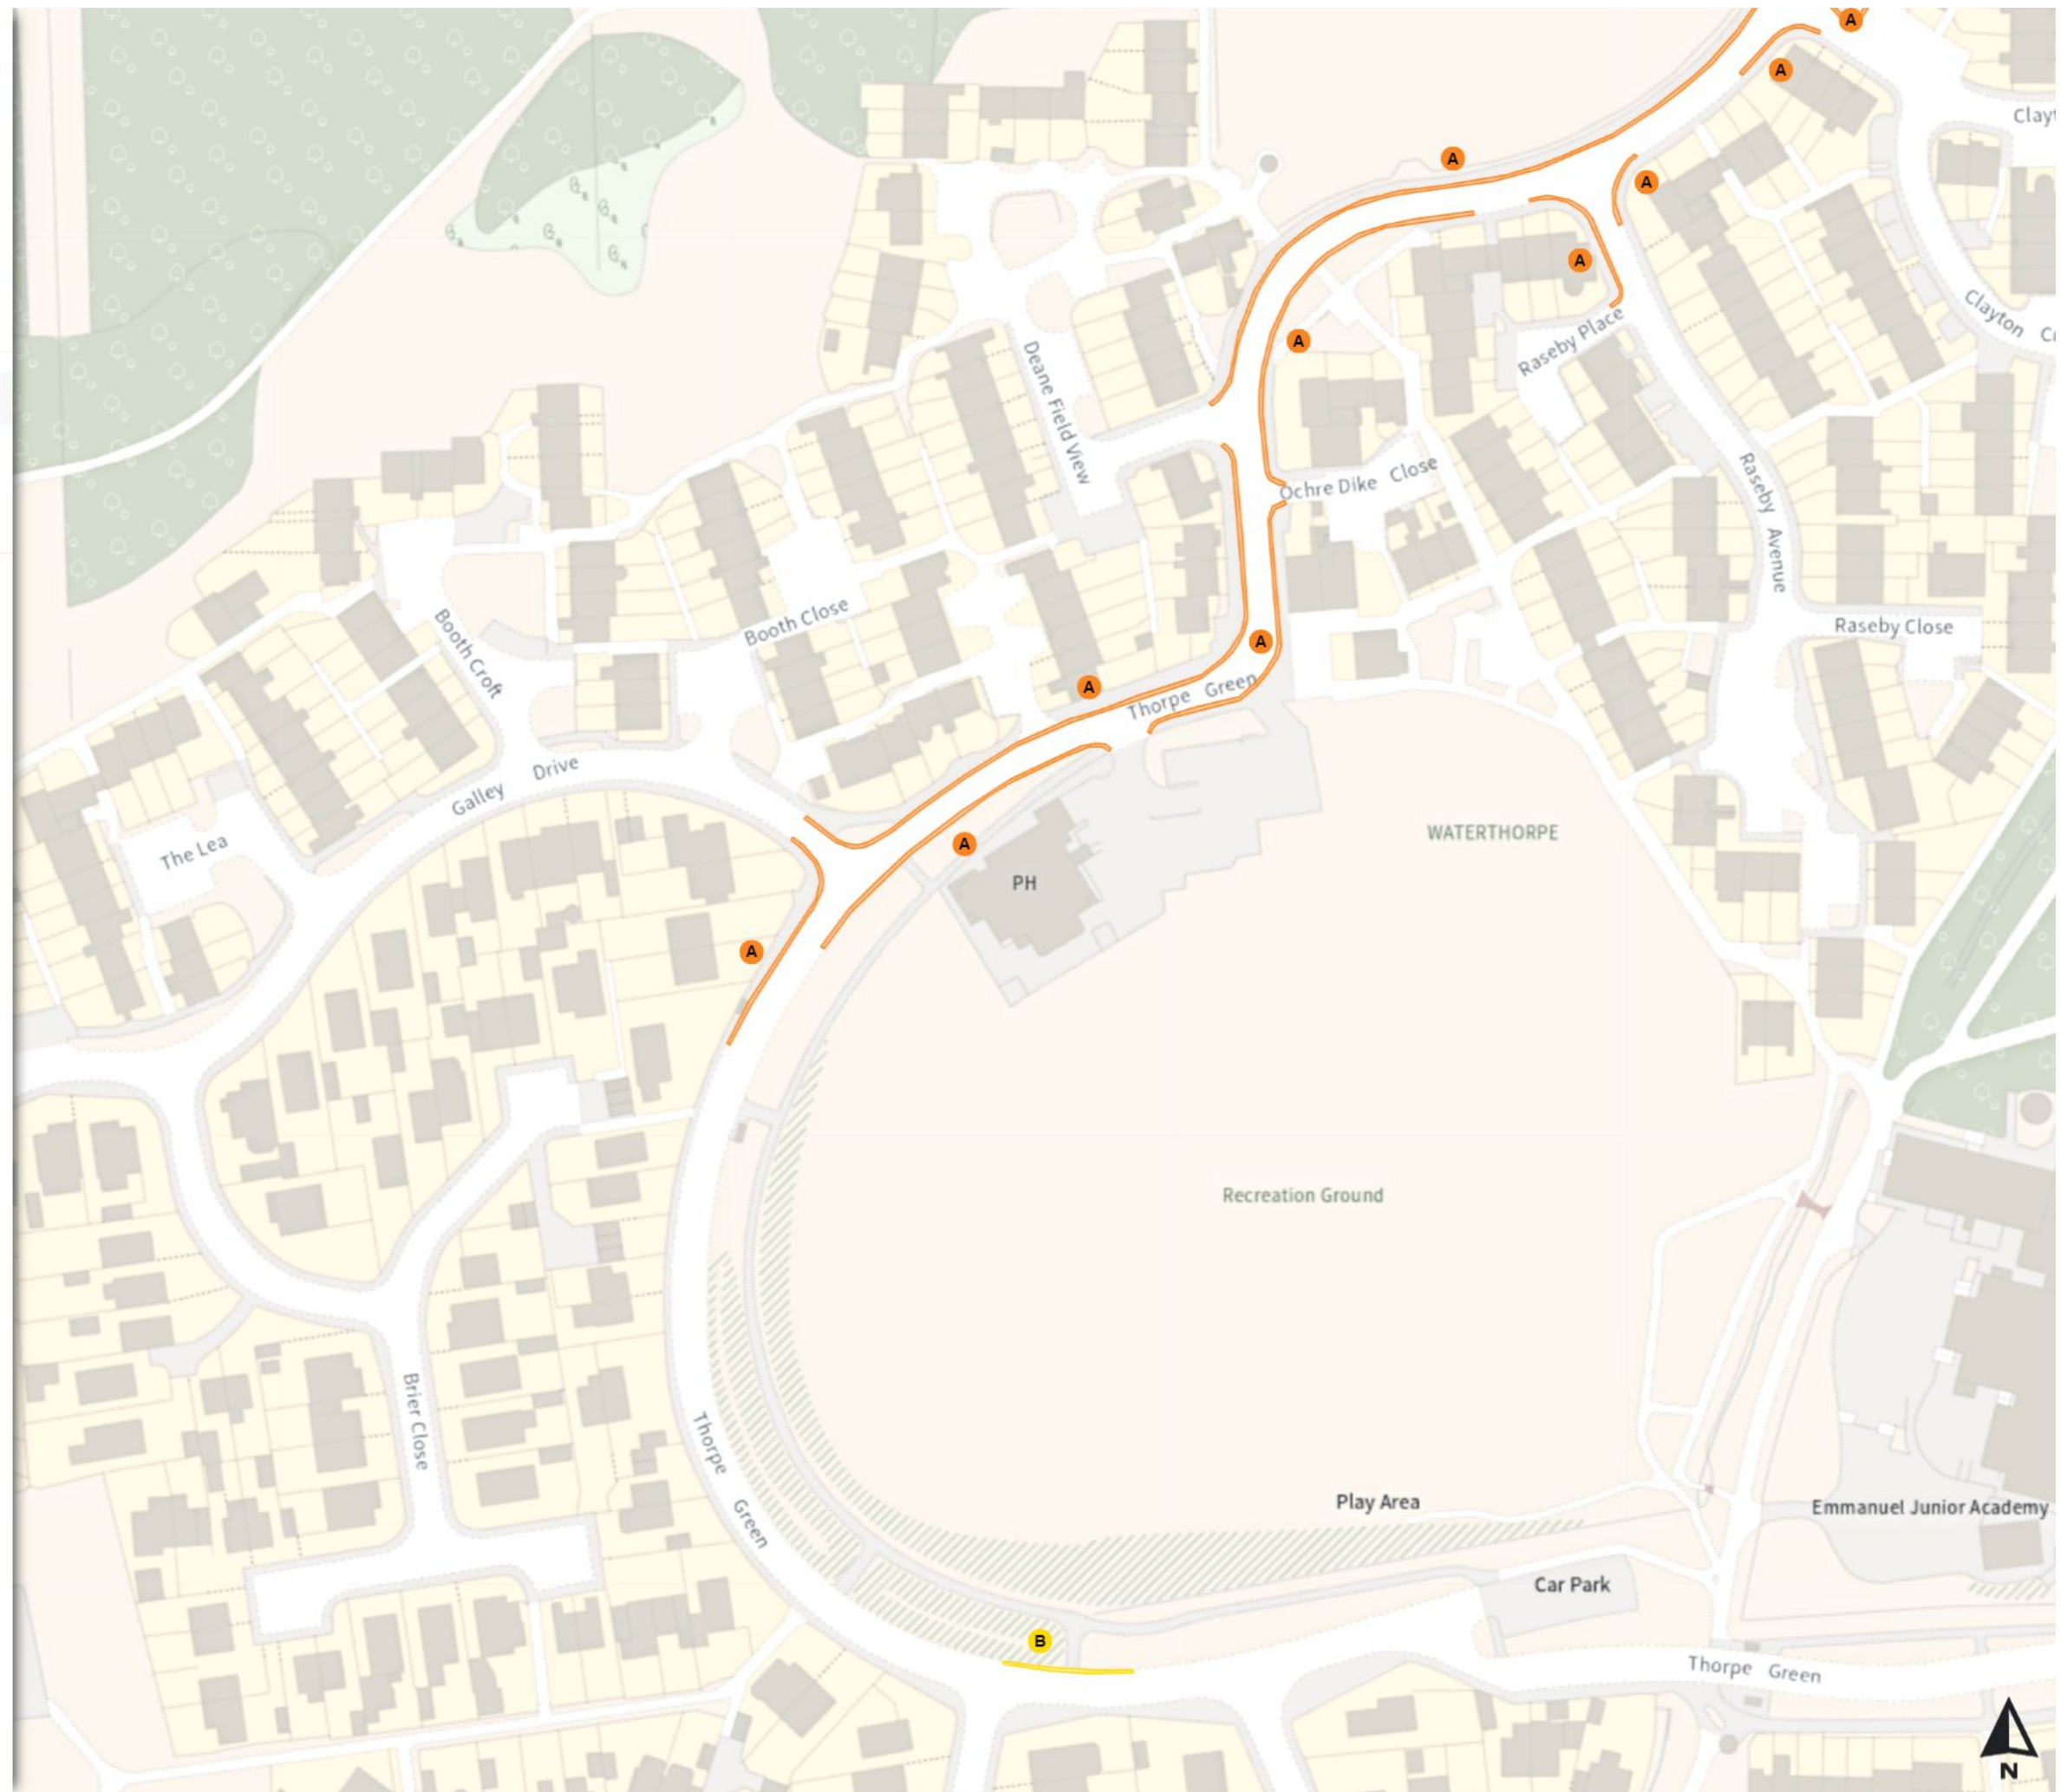 A
A
Clayt
A
A
A
A
Raseby Place
Clayton
Deane Field View
Ochre Dike Close
Raseby Avenue
Booth Close
Booth Croft
Raseby Close
A
A
Thorpe Green
Galley Drive
WATERTHORPE
The Lea
A
PH
A
Recreation Ground
Brier Close
Thorpe Green
Play Area
Emmanuel Junior Academy
Car Park
B
Thorpe Green
N